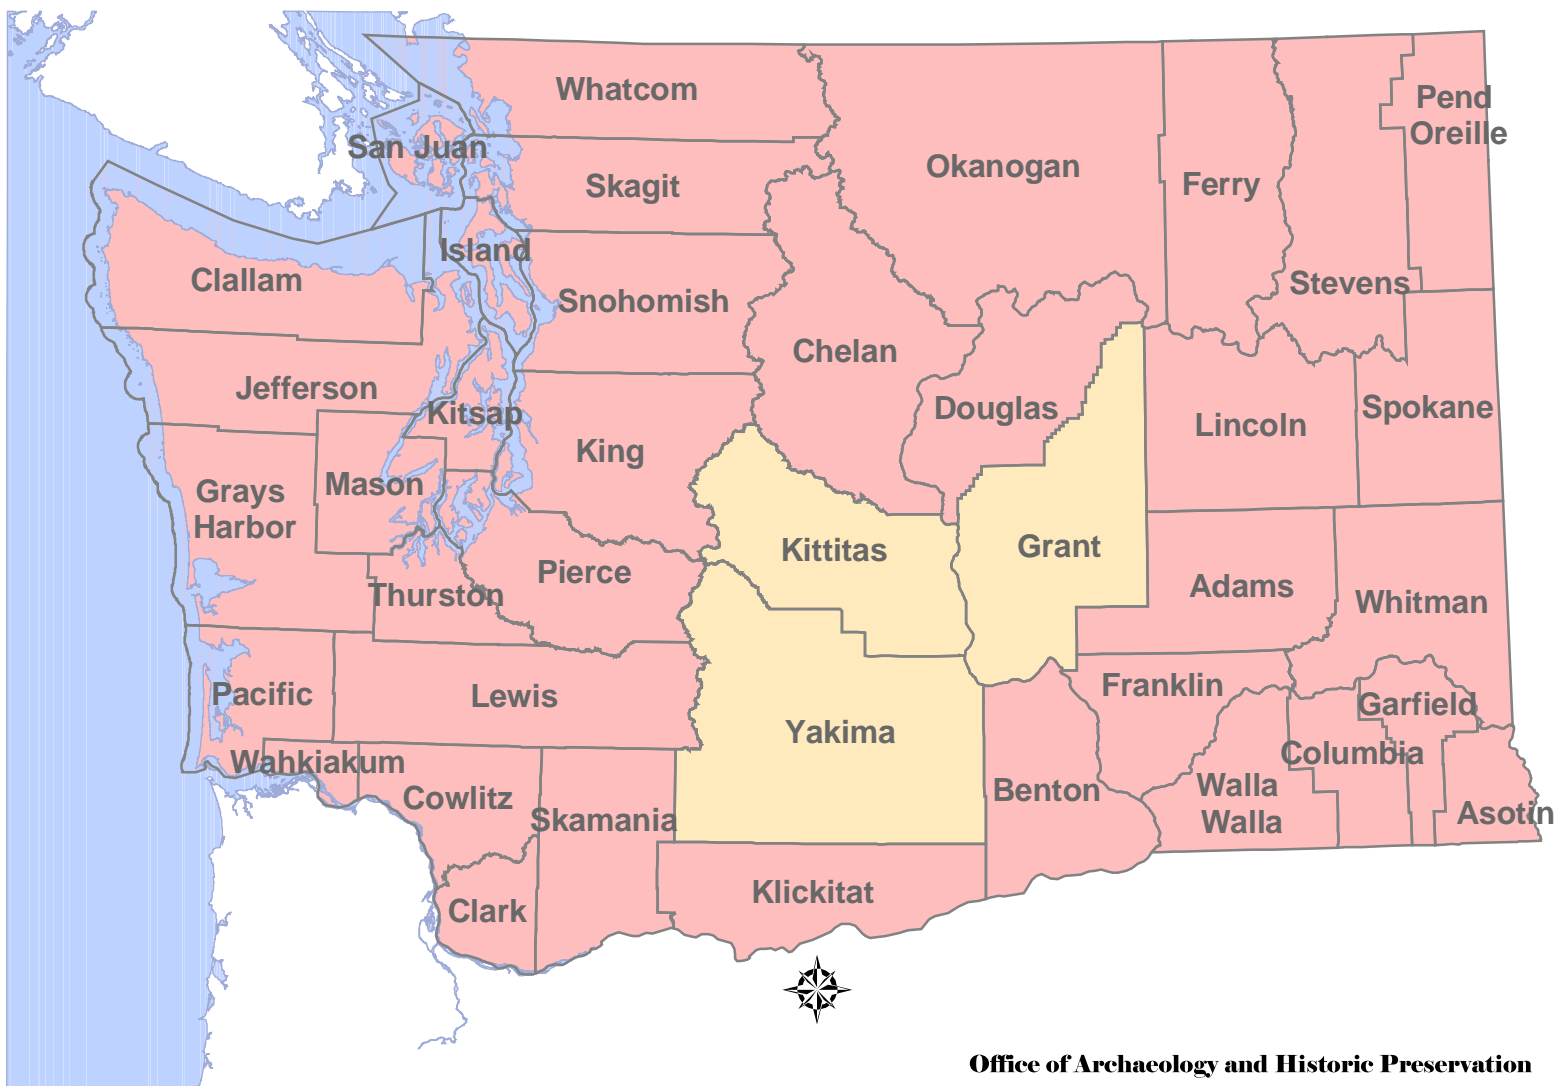 Whatcom
Pend
Oreille
San Juan
Okanogan
Skagit
Ferry
Island
Clallam
Stevens
Snohomish
Chelan
Jefferson
Douglas
Kitsap
Spokane
Lincoln
King
Mason
Grays
Harbor
Kittitas
Grant
Pierce
Adams
Thurston
Whitman
Franklin
Pacific
Lewis
Garfield
Yakima
Columbia
Wahkiakum
Walla
Walla
Benton
Cowlitz
Asotin
Skamania
Klickitat
Clark
Office of Archaeology and Historic Preservation